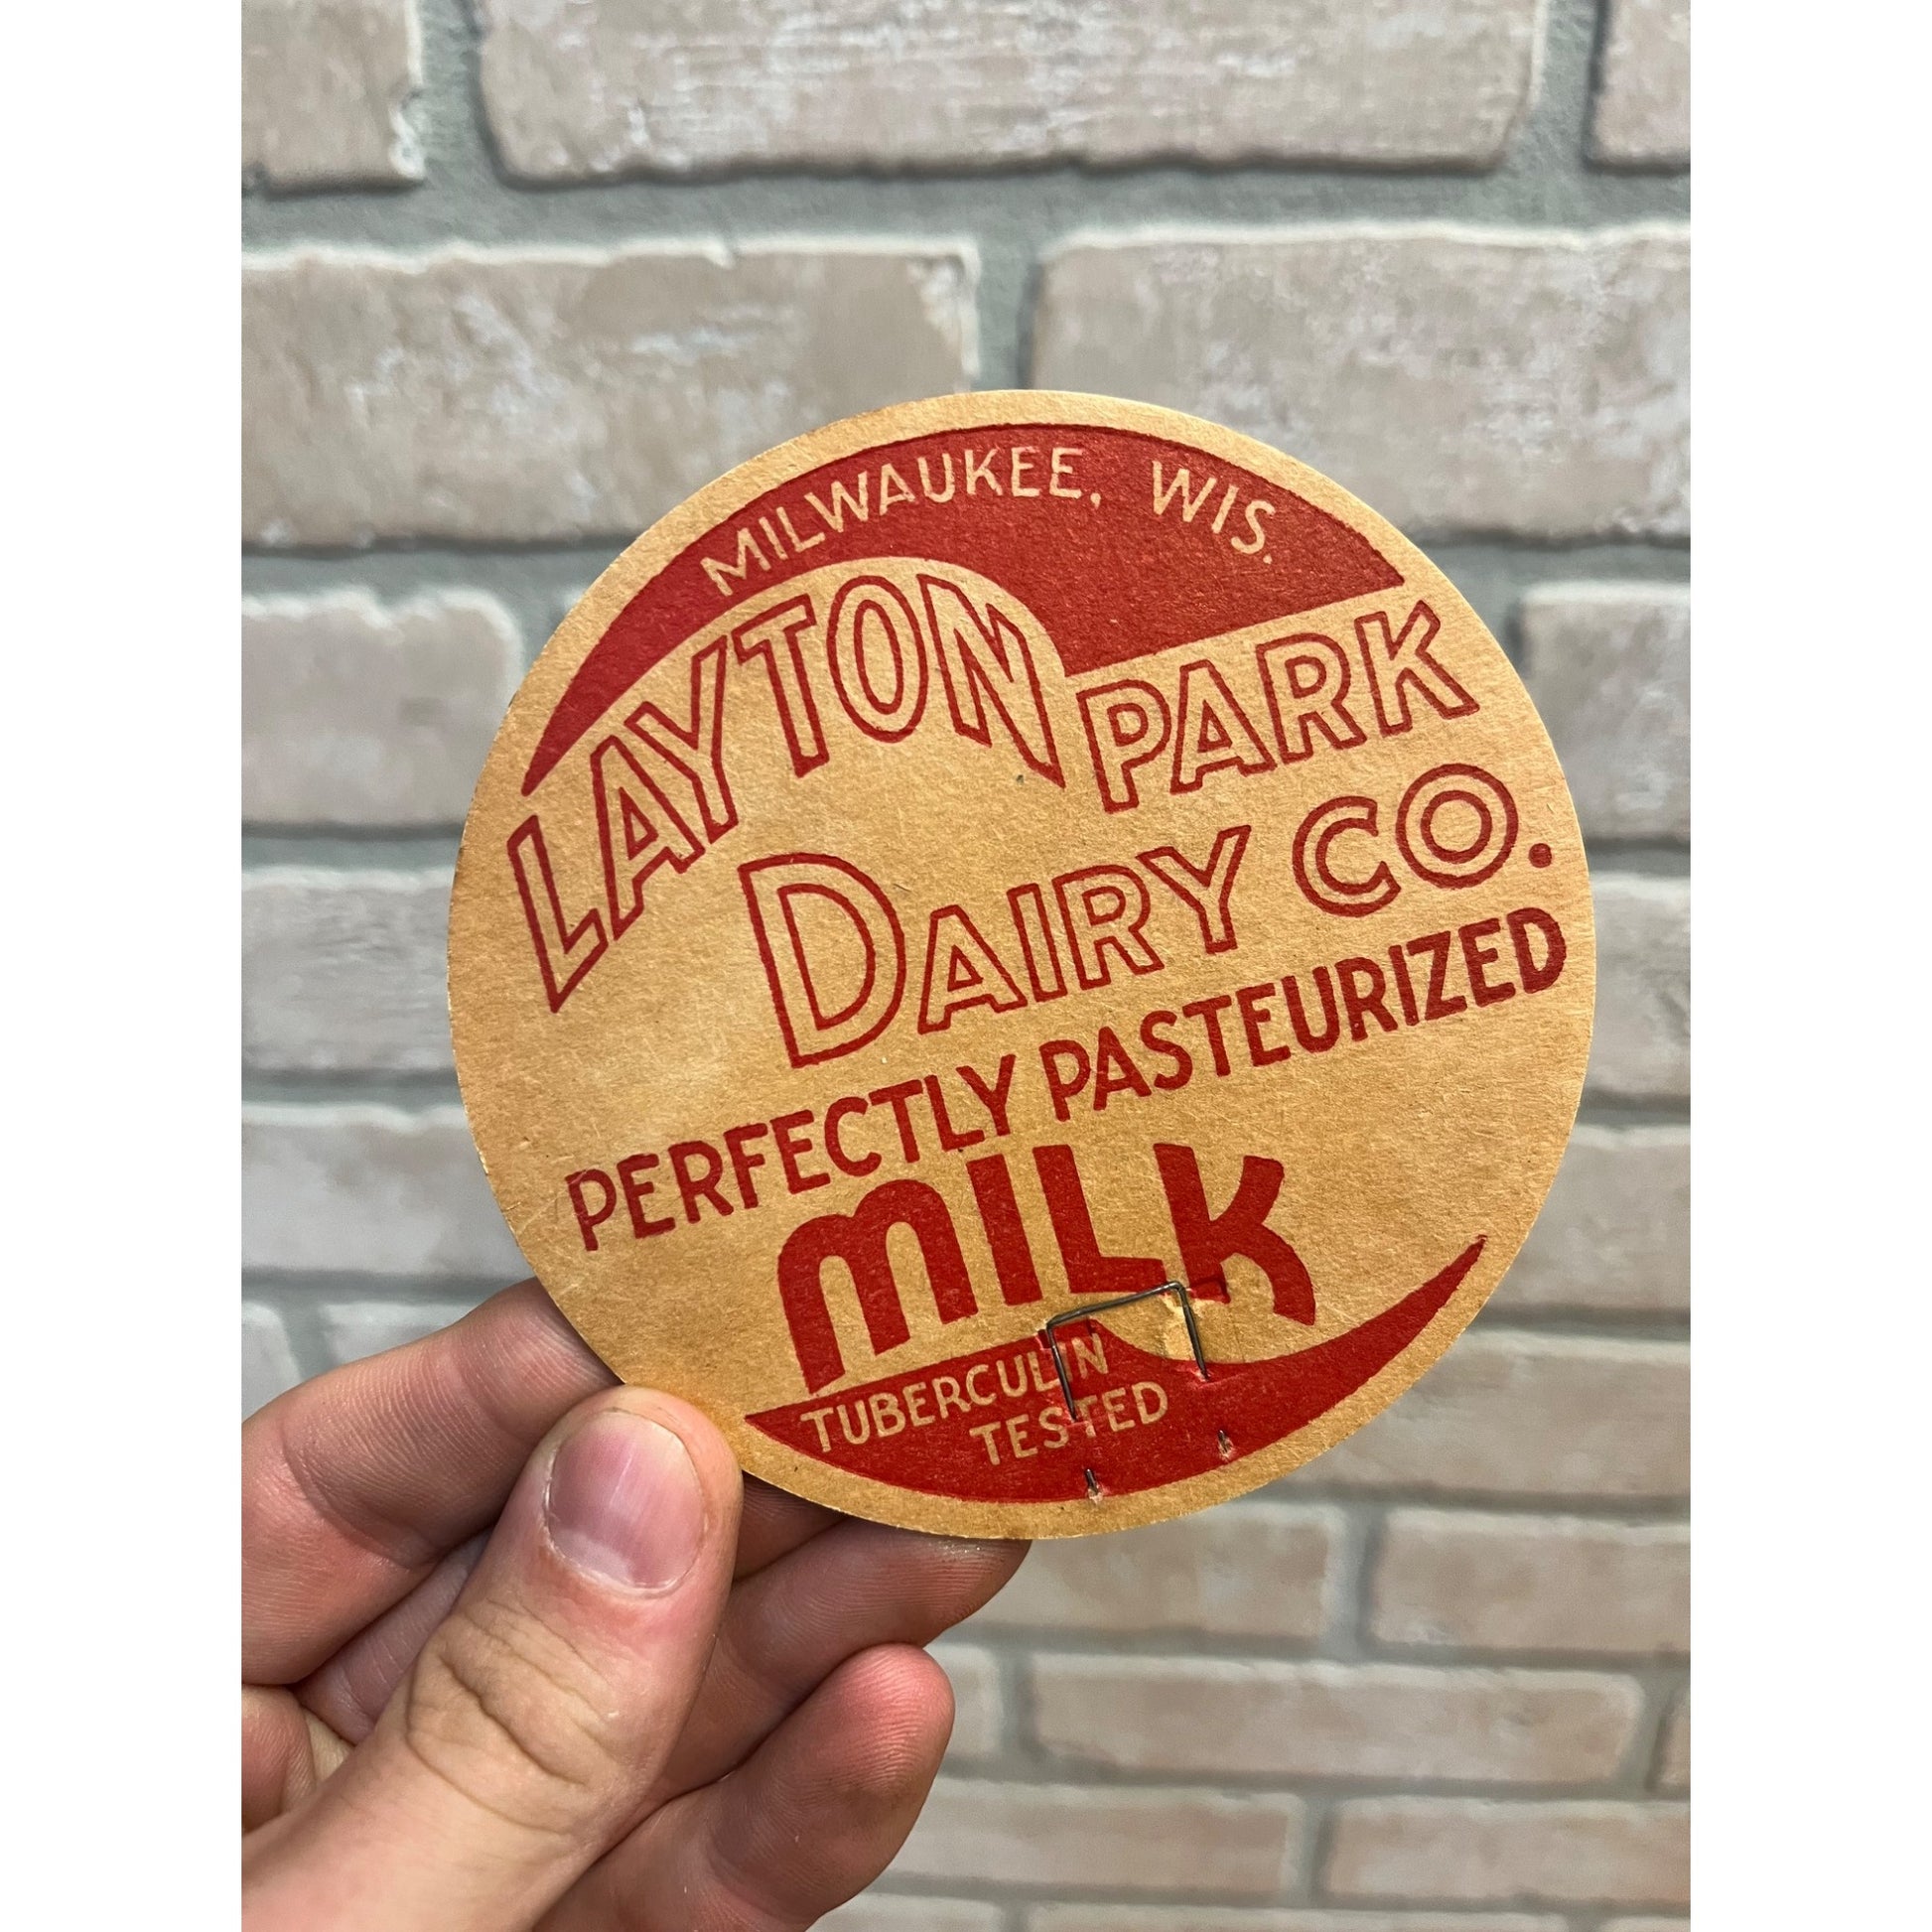 MILWAUKEE, WIS.
LAYTON PARK
DAIRY CO.
PERFECTLY PASTEURIZED
MILK
TUBERCULIN
TESTED